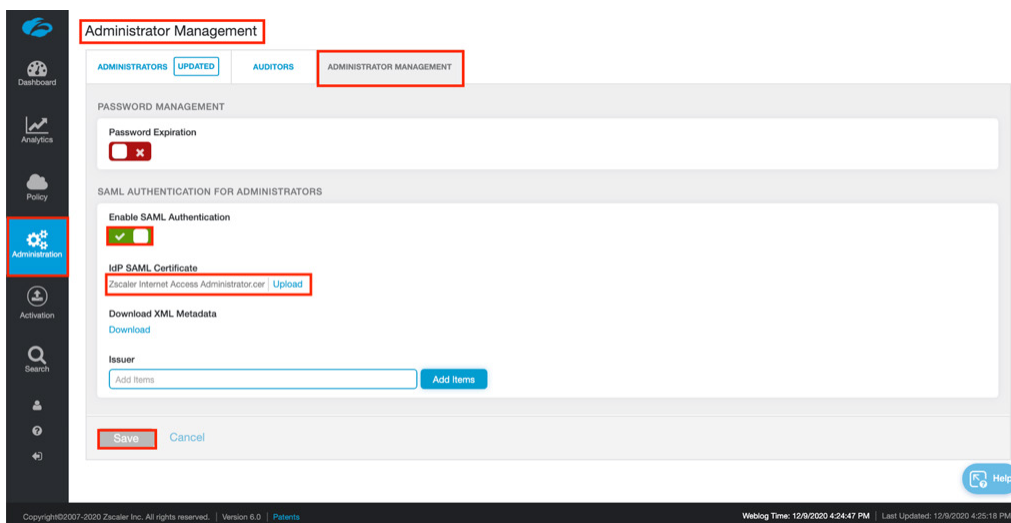 Administrator Management
Dashboard
Analytics
Policy
Administration
Activation
Search
ADMINISTRATORS UPDATED AUDITORS ADMINISTRATOR MANAGEMENT
PASSWORD MANAGEMENT
Password Expiration
SAML AUTHENTICATION FOR ADMINISTRATORS
Enable SAML Authentication
IdP SAML Certificate
Zscaler Internet Access Administrator.cer Upload
Download XML Metadata
Download
Issuer
Add Items Add Items
Save Cancel
Help
Copyright©2007-2020 Zscaler Inc. All rights reserved. | Version 6.0 | Patents
Weblog Time: 12/9/2020 4:24:47 PM | Last Updated: 12/9/2020 4:25:18 PM